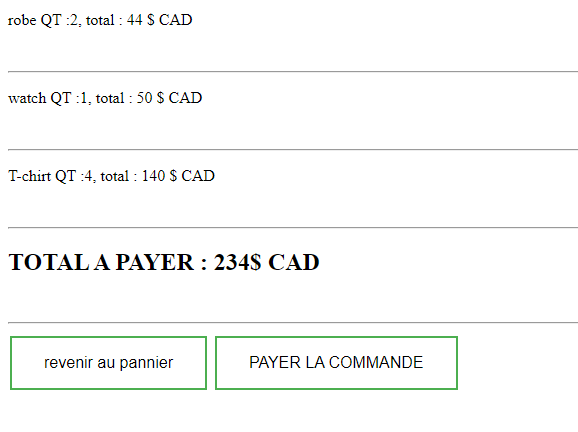 robe QT :2, total : 44 $ CAD
watch QT :1, total : 50 $ CAD
T-chirt QT :4, total : 140 $ CAD
TOTAL A PAYER : 234$ CAD
revenir au pannier PAYER LA COMMANDE